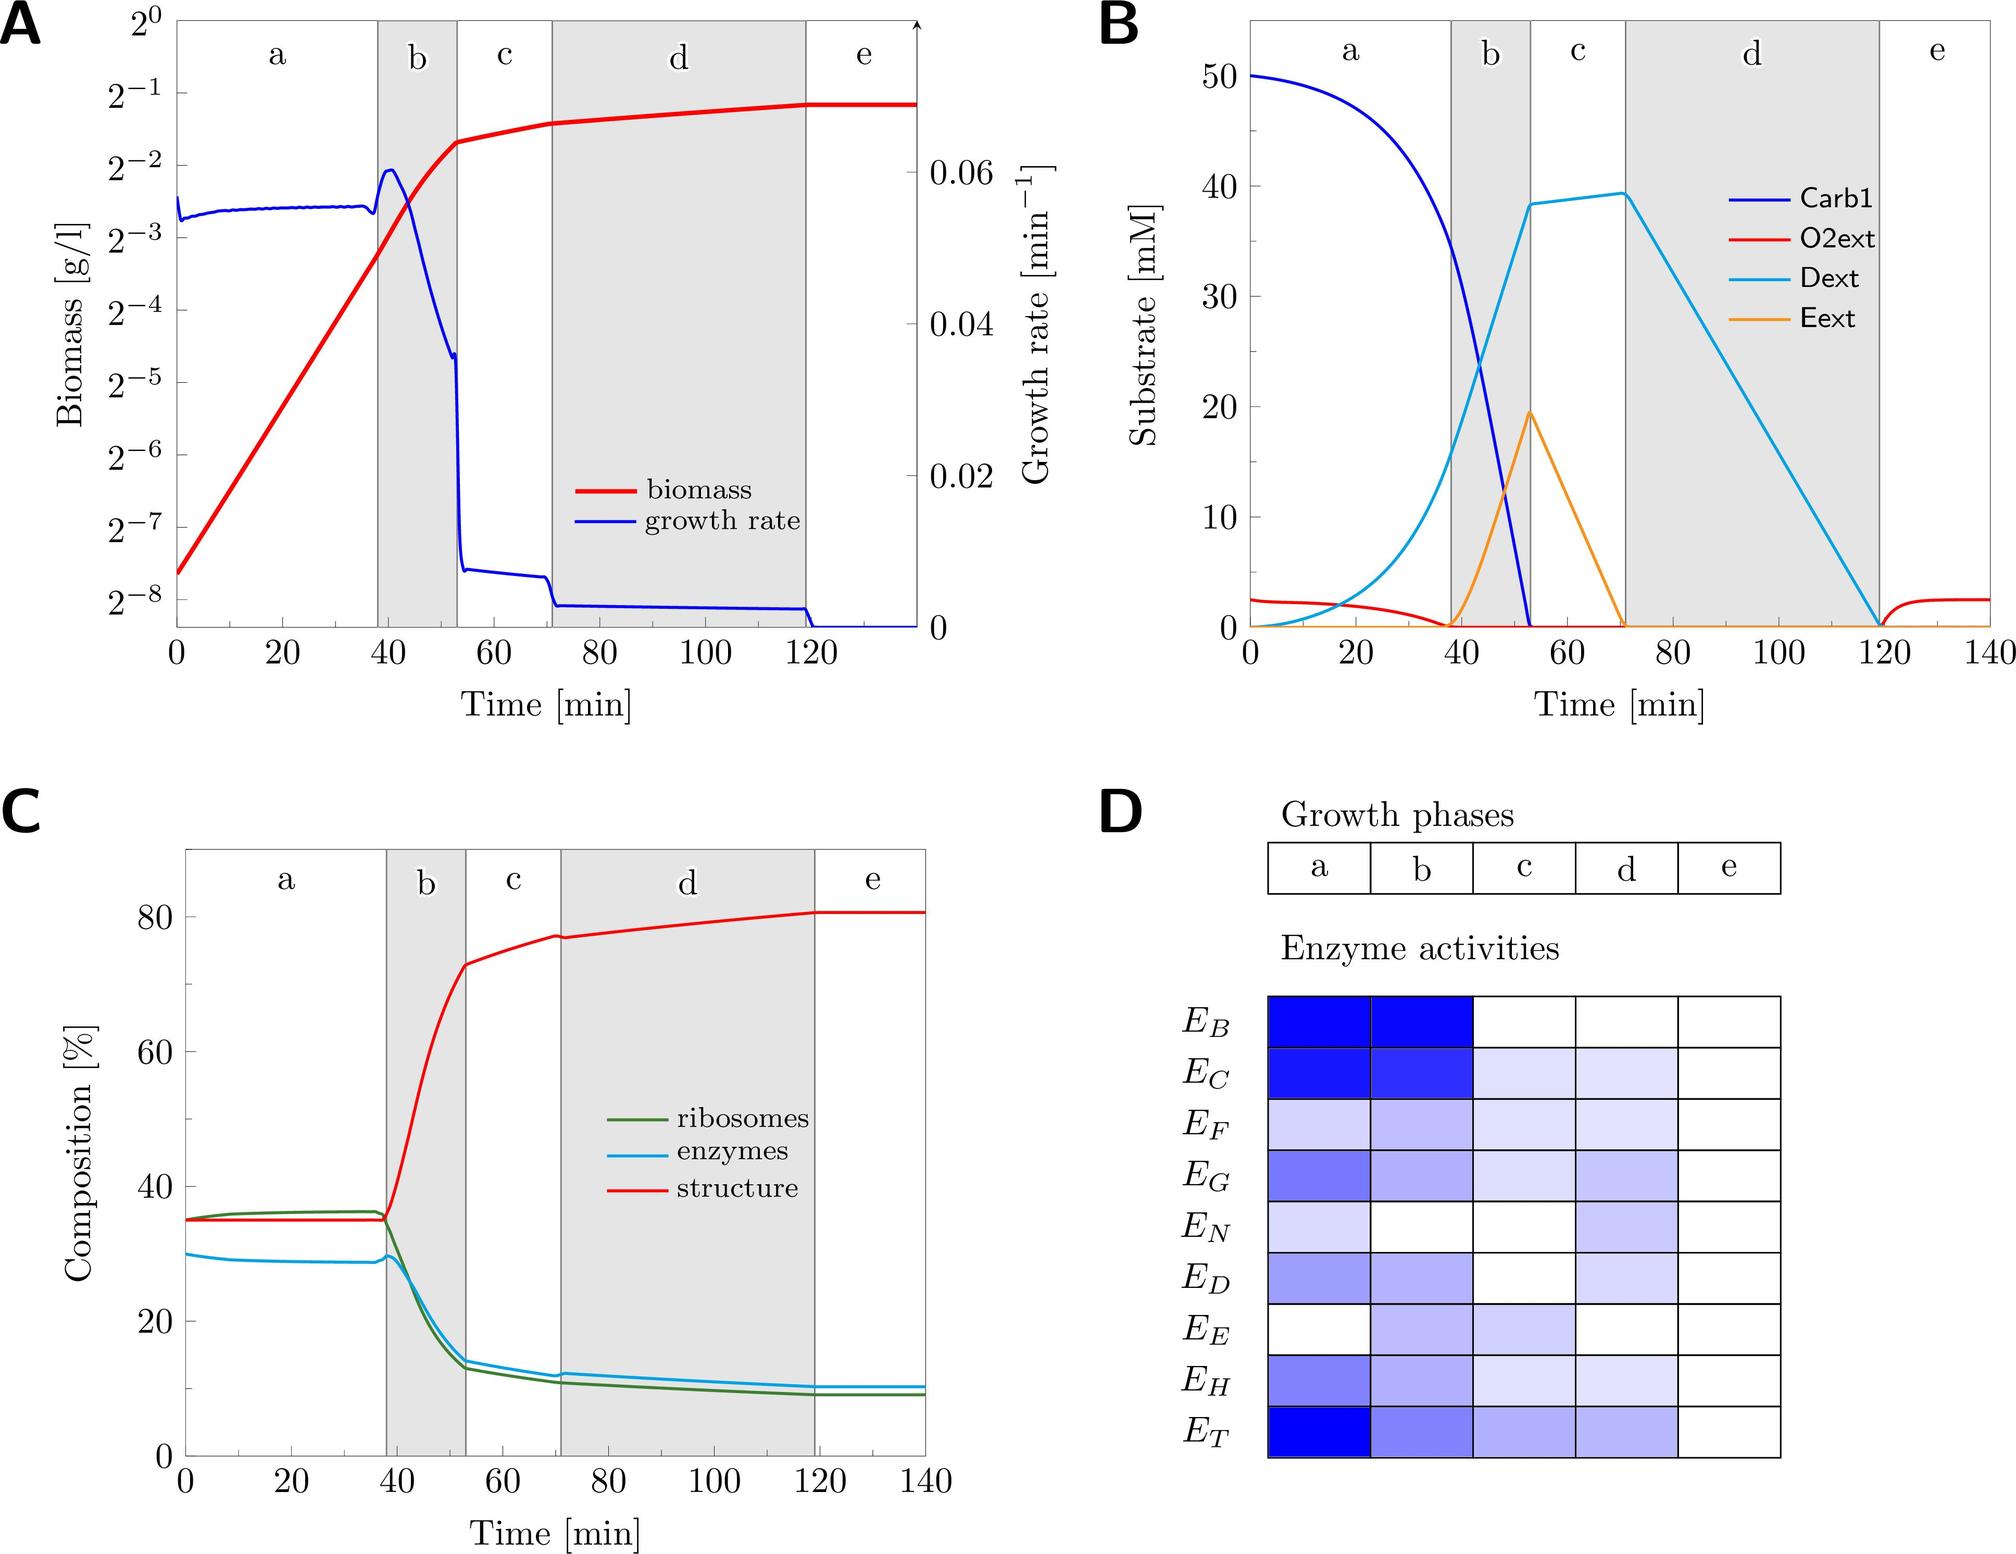 A
a b c d e
2⁰
2⁻¹
2⁻²
2⁻³
2⁻⁴
2⁻⁵
2⁻⁶
2⁻⁷
2⁻⁸
Biomass [g/l]
0.06
0.04
0.02
0
Growth rate [min⁻¹]
biomass
growth rate
0 20 40 60 80 100 120
Time [min]
B
a b c d e
50
40
30
20
10
0
Substrate [mM]
Carb1
O2ext
Dext
Eext
0 20 40 60 80 100 120 140
Time [min]
C
a b c d e
80
60
40
20
0
Composition [%]
ribosomes
enzymes
structure
0 20 40 60 80 100 120 140
Time [min]
D
Growth phases
a b c d e
Enzyme activities
E_B
E_C
E_F
E_G
E_N
E_D
E_E
E_H
E_T